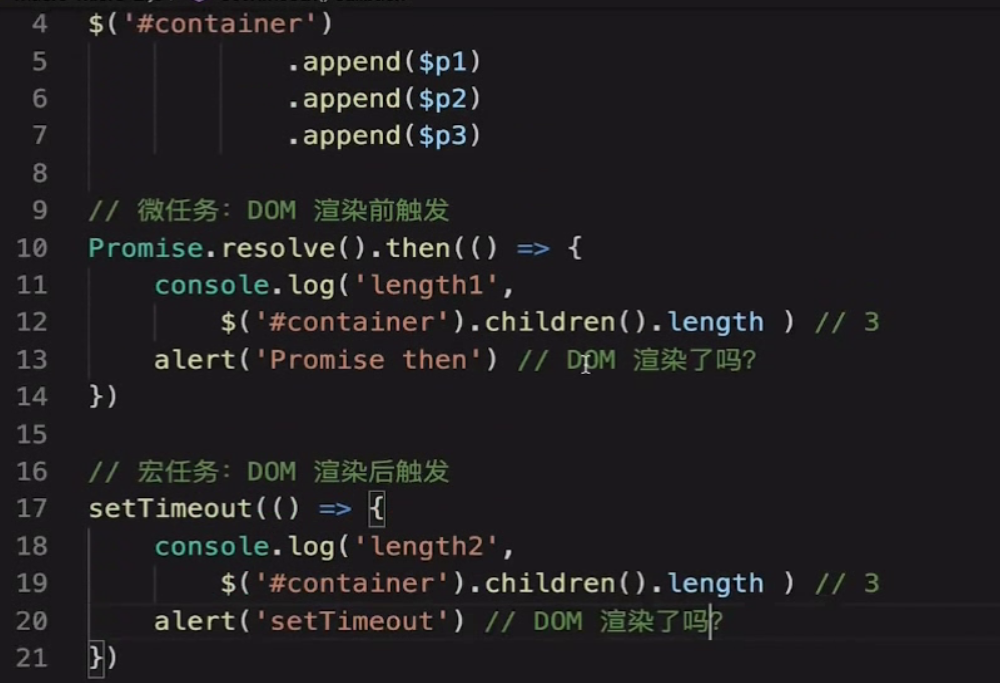 4 $('#container')
5 .append($p1)
6 .append($p2)
7 .append($p3)
8
9 // 微任务：DOM 渲染前触发
10 Promise.resolve().then(() => {
11 console.log('length1',
12 $('#container').children().length ) // 3
13 alert('Promise then') // DOM 渲染了吗?
14 })
15
16 // 宏任务：DOM 渲染后触发
17 setTimeout(() => {
18 console.log('length2',
19 $('#container').children().length ) // 3
20 alert('setTimeout') // DOM 渲染了吗?
21 })